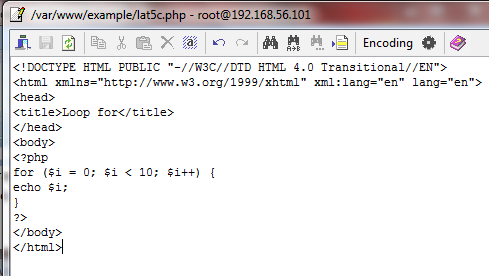 /var/www/example/lat5c.php - root@192.168.56.101
Encoding
<!DOCTYPE HTML PUBLIC "-//W3C//DTD HTML 4.0 Transitional//EN">
<html xmlns="http://www.w3.org/1999/xhtml" xml:lang="en" lang="en">
<head>
<title>Loop for</title>
</head>
<body>
<?php
for ($i = 0; $i < 10; $i++) {
echo $i;
}
?>
</body>
</html>